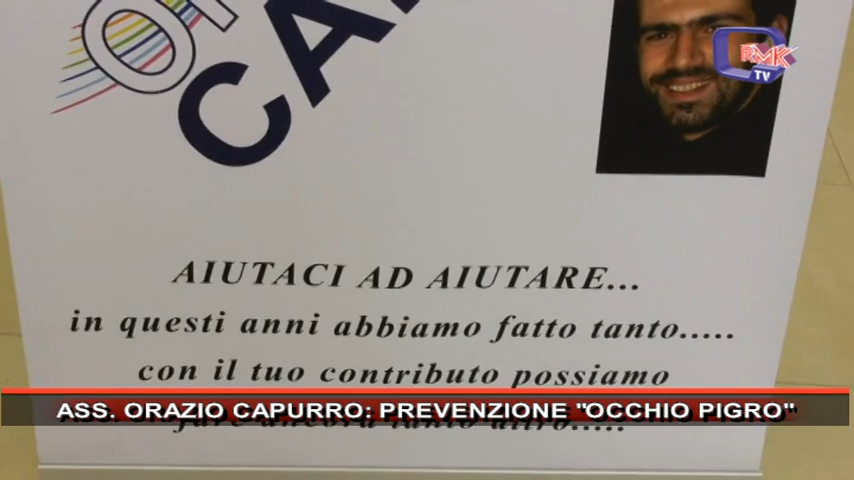 CA
RMK
TV
AIUTACI AD AIUTARE...
in questi anni abbiamo fatto tanto.....
con il tuo contributo possiamo
ASS. ORAZIO CAPURRO: PREVENZIONE "OCCHIO PIGRO"